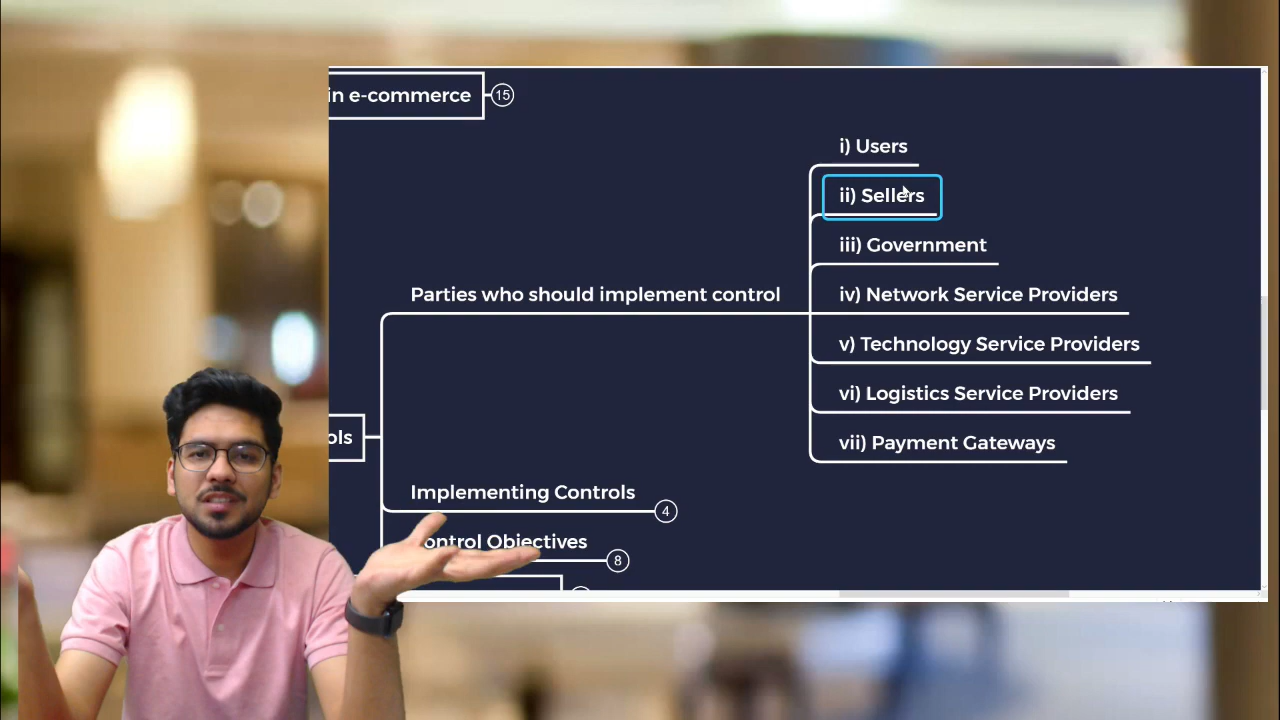 in e-commerce
15
i) Users
ii) Sellers
iii) Government
Parties who should implement control
iv) Network Service Providers
v) Technology Service Providers
vi) Logistics Service Providers
ols
vii) Payment Gateways
Implementing Controls
4
ontrol Objectives
8